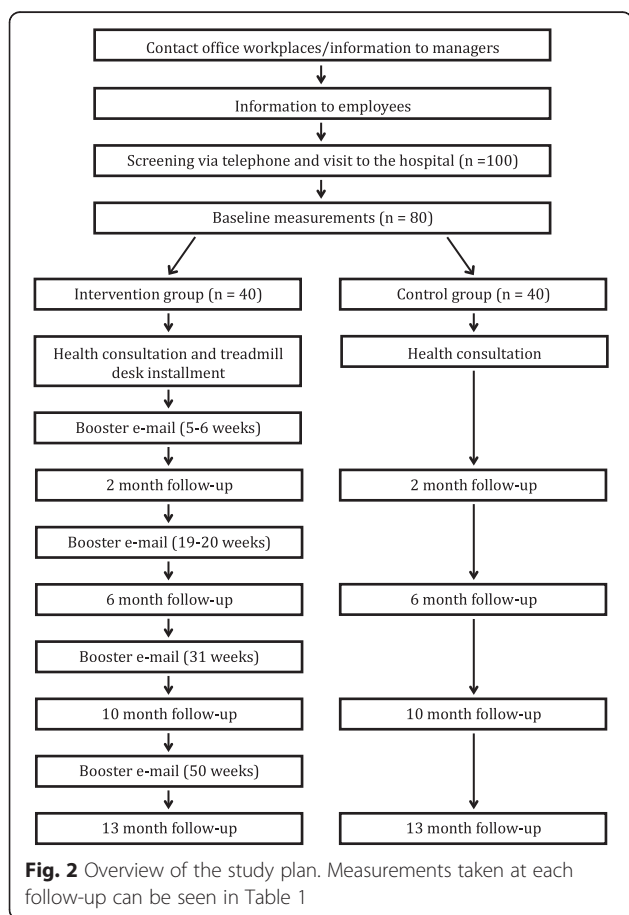 Contact office workplaces/information to managers
Information to employees
Screening via telephone and visit to the hospital (n =100)
Baseline measurements (n = 80)
Intervention group (n = 40)
Control group (n = 40)
Health consultation and treadmill
desk installment
Health consultation
Booster e-mail (5-6 weeks)
2 month follow-up
2 month follow-up
Booster e-mail (19-20 weeks)
6 month follow-up
6 month follow-up
Booster e-mail (31 weeks)
10 month follow-up
10 month follow-up
Booster e-mail (50 weeks)
13 month follow-up
13 month follow-up
Fig. 2 Overview of the study plan. Measurements taken at each
follow-up can be seen in Table 1